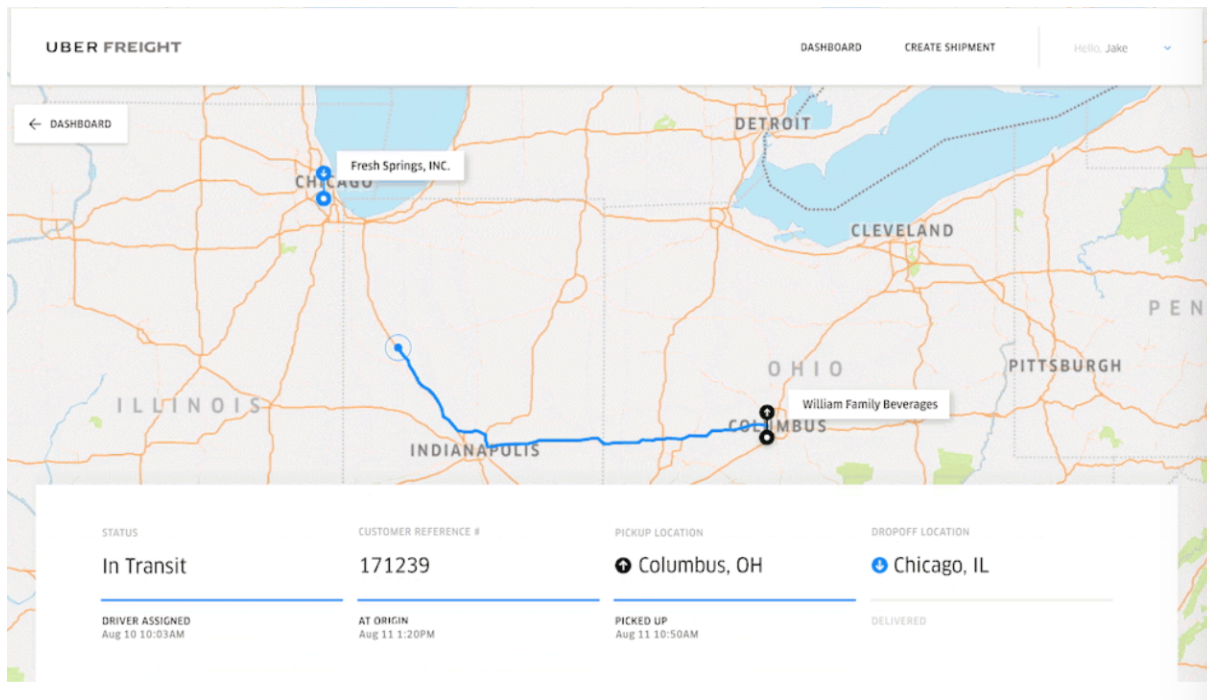 UBER FREIGHT
DASHBOARD
CREATE SHIPMENT
Hello, Jake
← DASHBOARD
DETROIT
Fresh Springs, INC.
CHICAGO
CLEVELAND
PEN
OHIO
PITTSBURGH
ILLINOIS
William Family Beverages
COLUMBUS
INDIANAPOLIS
STATUS
In Transit
DRIVER ASSIGNED
Aug 10 10:03AM
CUSTOMER REFERENCE #
171239
AT ORIGIN
Aug 11 1:20PM
PICKUP LOCATION
Columbus, OH
PICKED UP
Aug 11 10:50AM
DROPOFF LOCATION
Chicago, IL
DELIVERED